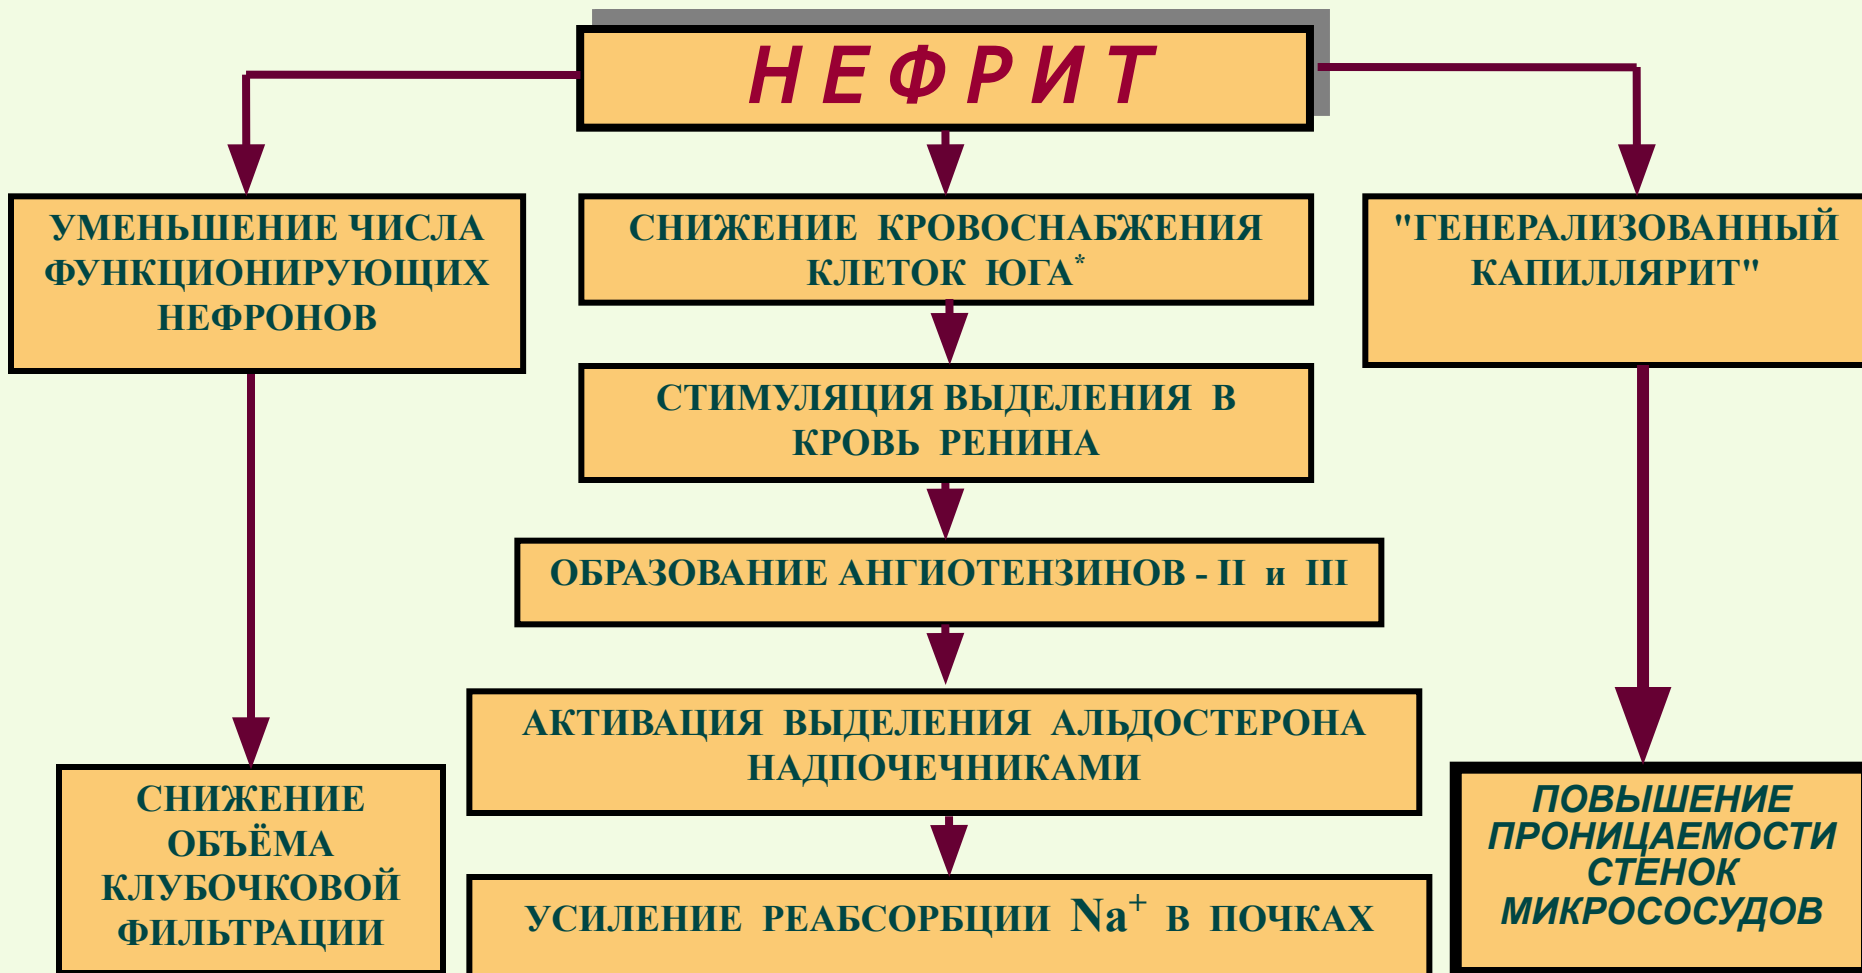 НЕФРИТ
УМЕНЬШЕНИЕ ЧИСЛА
ФУНКЦИОНИРУЮЩИХ
НЕФРОНОВ
СНИЖЕНИЕ КРОВОСНАБЖЕНИЯ
КЛЕТОК ЮГА*
"ГЕНЕРАЛИЗОВАННЫЙ
КАПИЛЛЯРИТ"
СТИМУЛЯЦИЯ ВЫДЕЛЕНИЯ В
КРОВЬ РЕНИНА
ОБРАЗОВАНИЕ АНГИОТЕНЗИНОВ - II и III
АКТИВАЦИЯ ВЫДЕЛЕНИЯ АЛЬДОСТЕРОНА
НАДПОЧЕЧНИКАМИ
СНИЖЕНИЕ
ОБЪЁМА
КЛУБОЧКОВОЙ
ФИЛЬТРАЦИИ
УСИЛЕНИЕ РЕАБСОРБЦИИ Na⁺ В ПОЧКАХ
ПОВЫШЕНИЕ
ПРОНИЦАЕМОСТИ
СТЕНОК
МИКРОСОСУДОВ